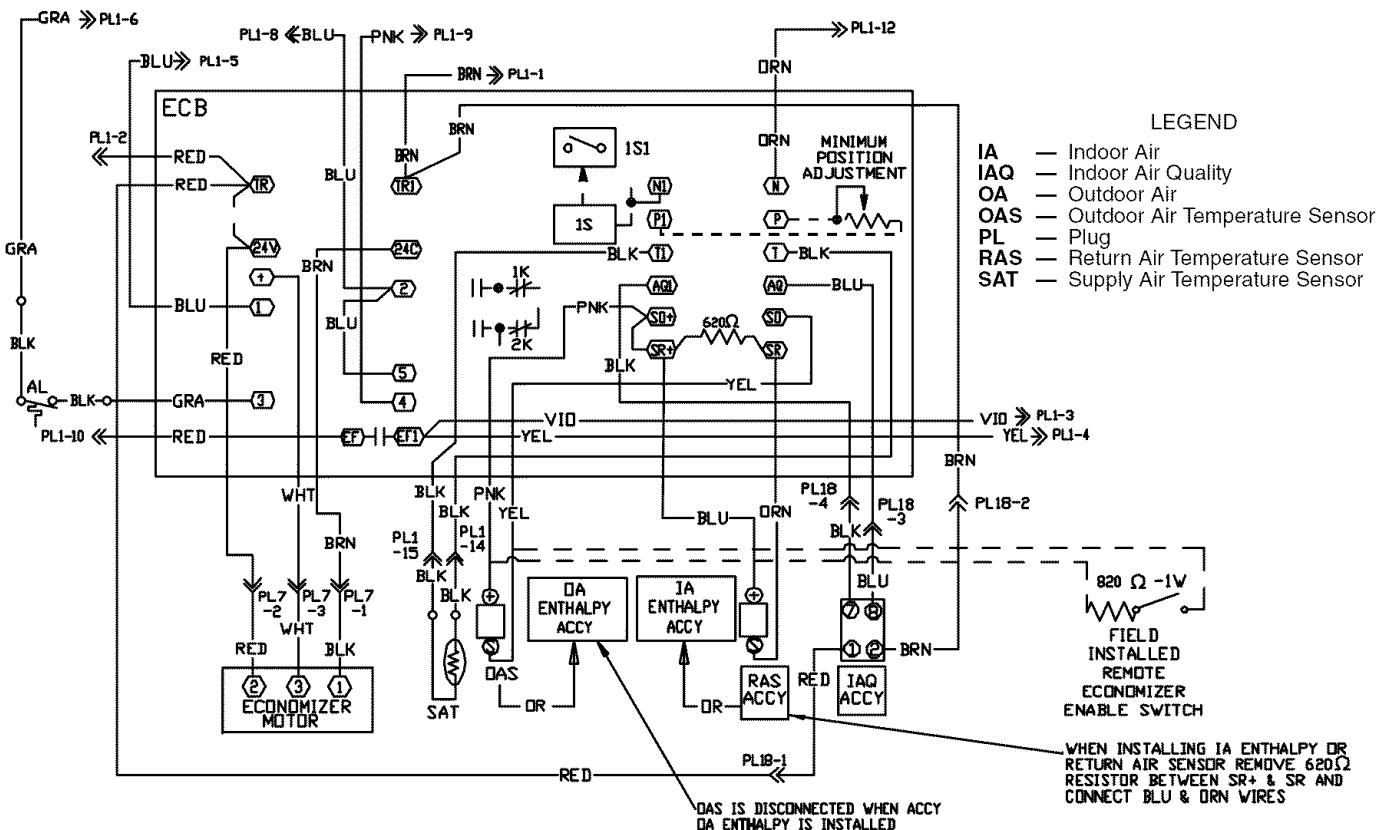 GRA PL1-6
PL1-8 BLU PNK PL1-9
PL1-12
BLU PL1-5
BRN PL1-1
ORN
ECB
PL1-2
RED
RED
TR
BRN
BRN
TR1
BLU
1S1
1S
N1
P1
ORN
N
P
MINIMUM
POSITION
ADJUSTMENT
LEGEND
IA — Indoor Air
IAQ — Indoor Air Quality
OA — Outdoor Air
OAS — Outdoor Air Temperature Sensor
PL — Plug
RAS — Return Air Temperature Sensor
SAT — Supply Air Temperature Sensor
GRA
24V
24C
BRN
BLK T1
T BLK
+
2
1K
2K
AQ1
AQ BLU
BLU 1
BLU
PNK
SO+
SO
620Ω
SR+
SR
BLK
RED
BLK
5
YEL
AL
BLK
GRA 3
4
VIO
VIO PL1-3
PL1-10 RED EF EF1
YEL
YEL PL1-4
BRN
WHT
BLK
BLK
PNK
YEL
BLU
ORN
PL18
-4
PL18
-3
PL18-2
BRN
PL1
-15
PL1
-14
BLK
BLK
BLK
BLU
PL7
-2
PL7
-3
PL7
-1
WHT
RED
BLK
2 3 1
ECONOMIZER
MOTOR
SAT
+
S
OAS
OR
OA
ENTHALPY
ACCY
IA
ENTHALPY
ACCY
+
S
OR
RAS
ACCY
RED
7 8
1 2
BRN
IAQ
ACCY
820 Ω -1W
FIELD
INSTALLED
REMOTE
ECONOMIZER
ENABLE SWITCH
RED
PL18-1
WHEN INSTALLING IA ENTHALPY OR
RETURN AIR SENSOR REMOVE 620Ω
RESISTOR BETWEEN SR+ & SR AND
CONNECT BLU & ORN WIRES
OAS IS DISCONNECTED WHEN ACCY
OA ENTHALPY IS INSTALLED